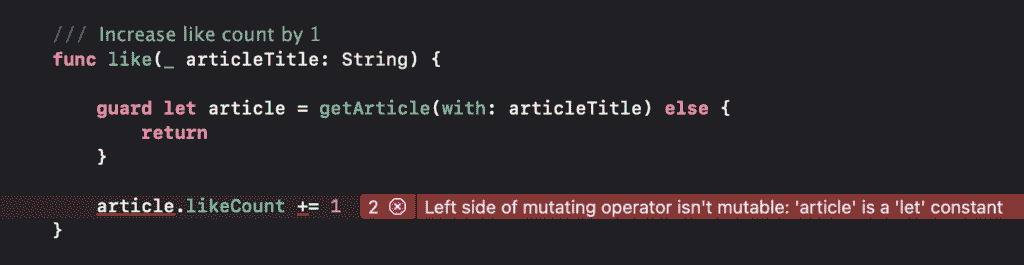 /// Increase like count by 1
func like(_ articleTitle: String) {
guard let article = getArticle(with: articleTitle) else {
return
}
article.likeCount += 1 2 Left side of mutating operator isn't mutable: 'article' is a 'let' constant
}